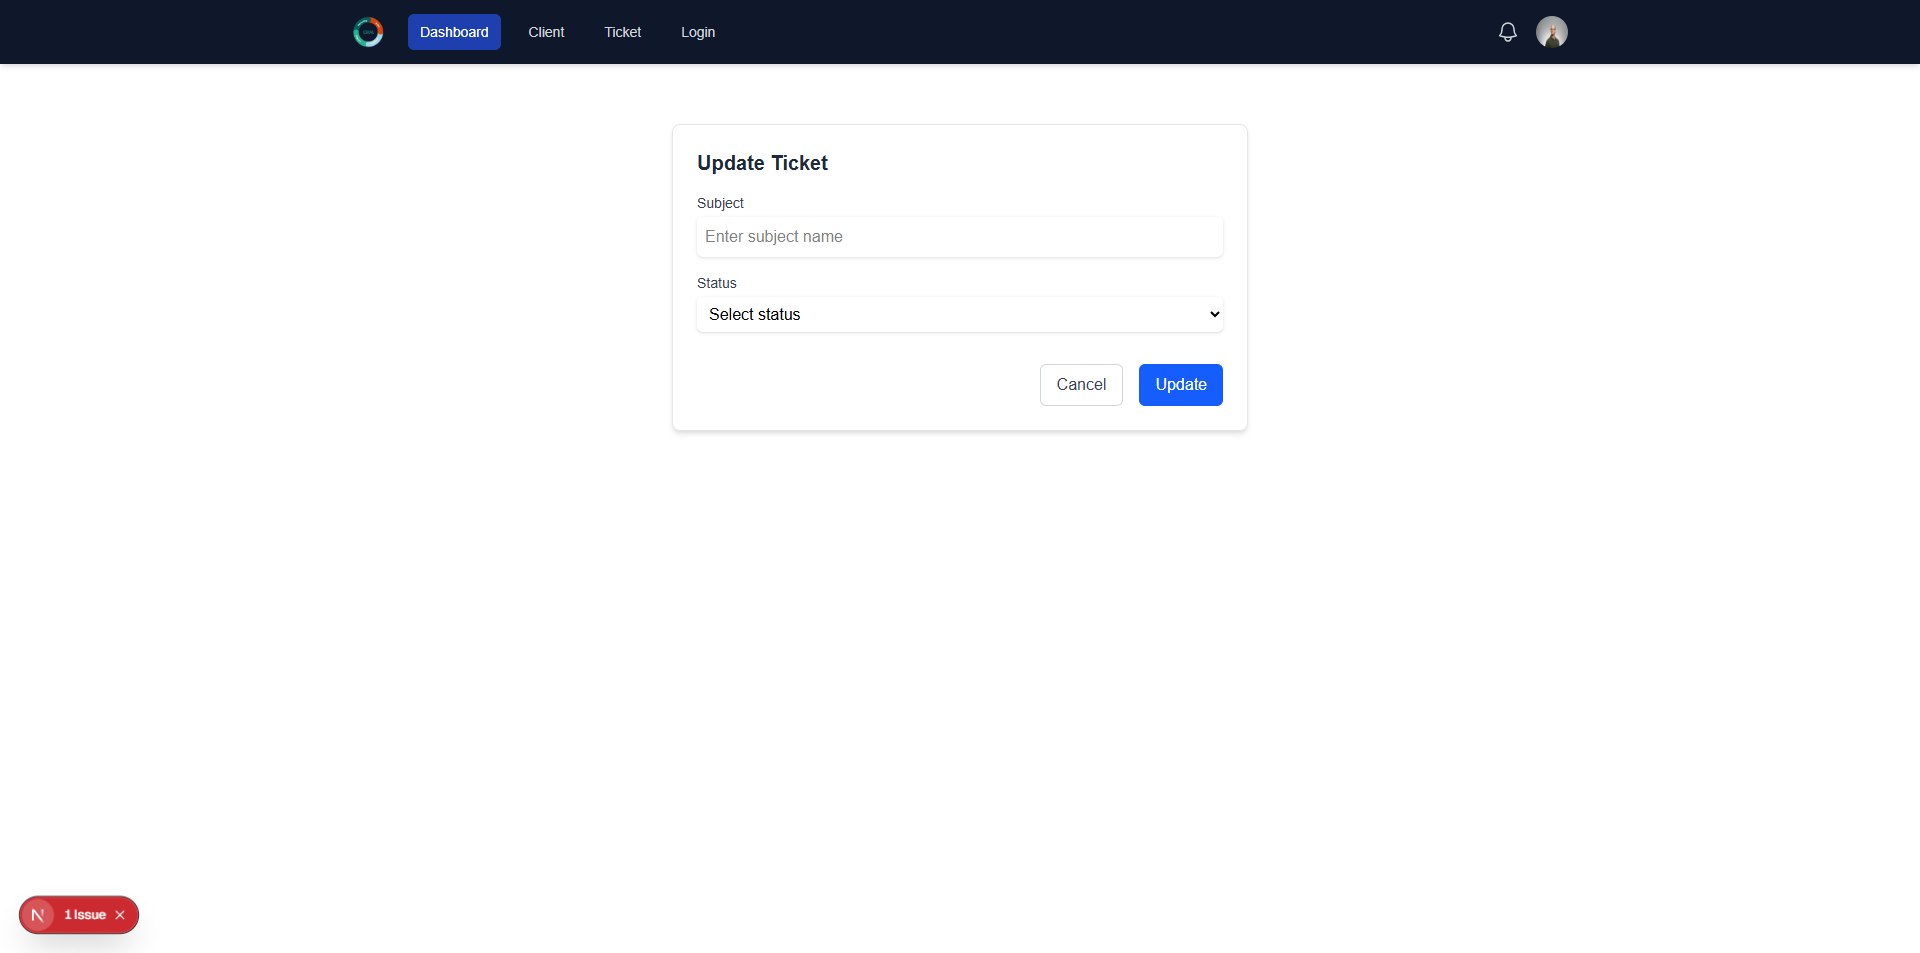 Dashboard Client Ticket Login
Update Ticket
Subject
Enter subject name
Status
Select status
Cancel Update
N 1 Issue